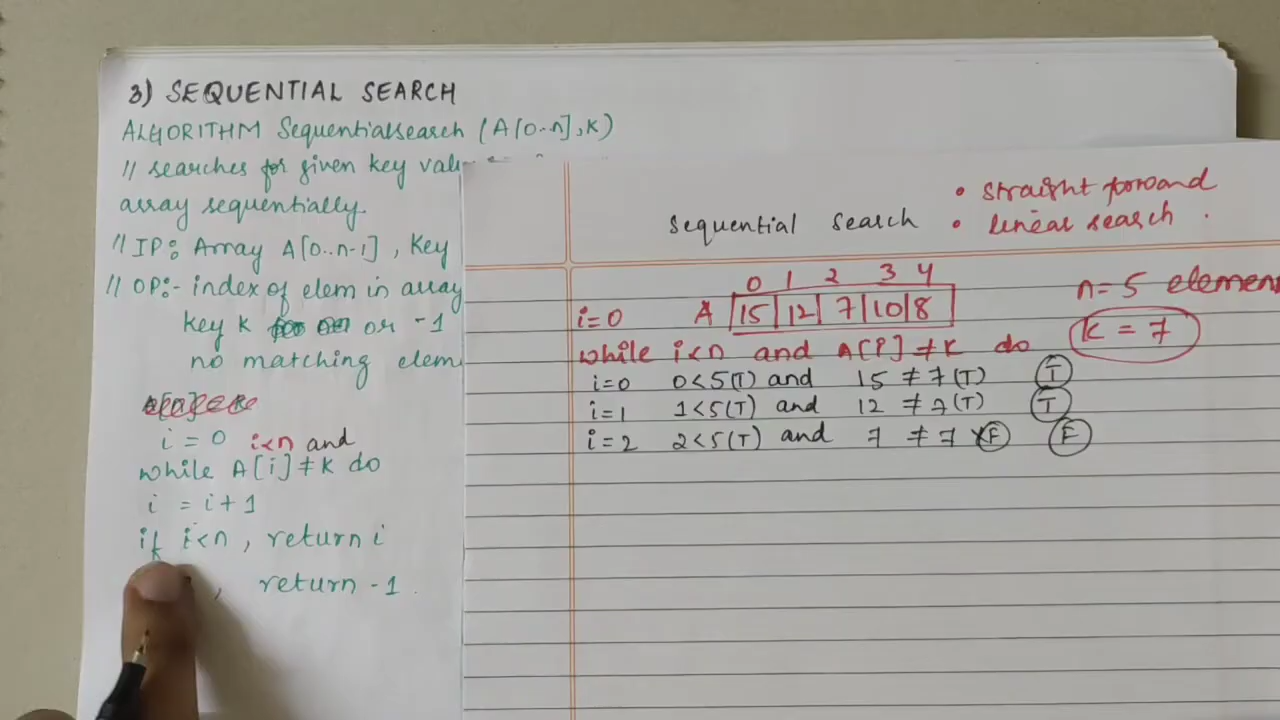 3) SEQUENTIAL SEARCH
ALGORITHM Sequentialsearch (A[0..n], K)
// searches for given key
array sequentially.
// IP: Array A[0..n-1], Key
// OP:- index of elem in array
key K or -1
no matching elem
i = 0 i<n and
while A[i] ≠ K do
i = i+1
if i<n, return i
, return -1.
• straight forward
sequential search • linear search .
0 1 2 3 4
n=5 elemen
i=0 A 15 12 7 10 8
K = 7
while i<n and A[i] ≠ K do
i=0 0<5(T) and 15 ≠ 7(T) T
i=1 1<5(T) and 12 ≠ 7(T) T
i=2 2<5(T) and 7 ≠ 7 F F